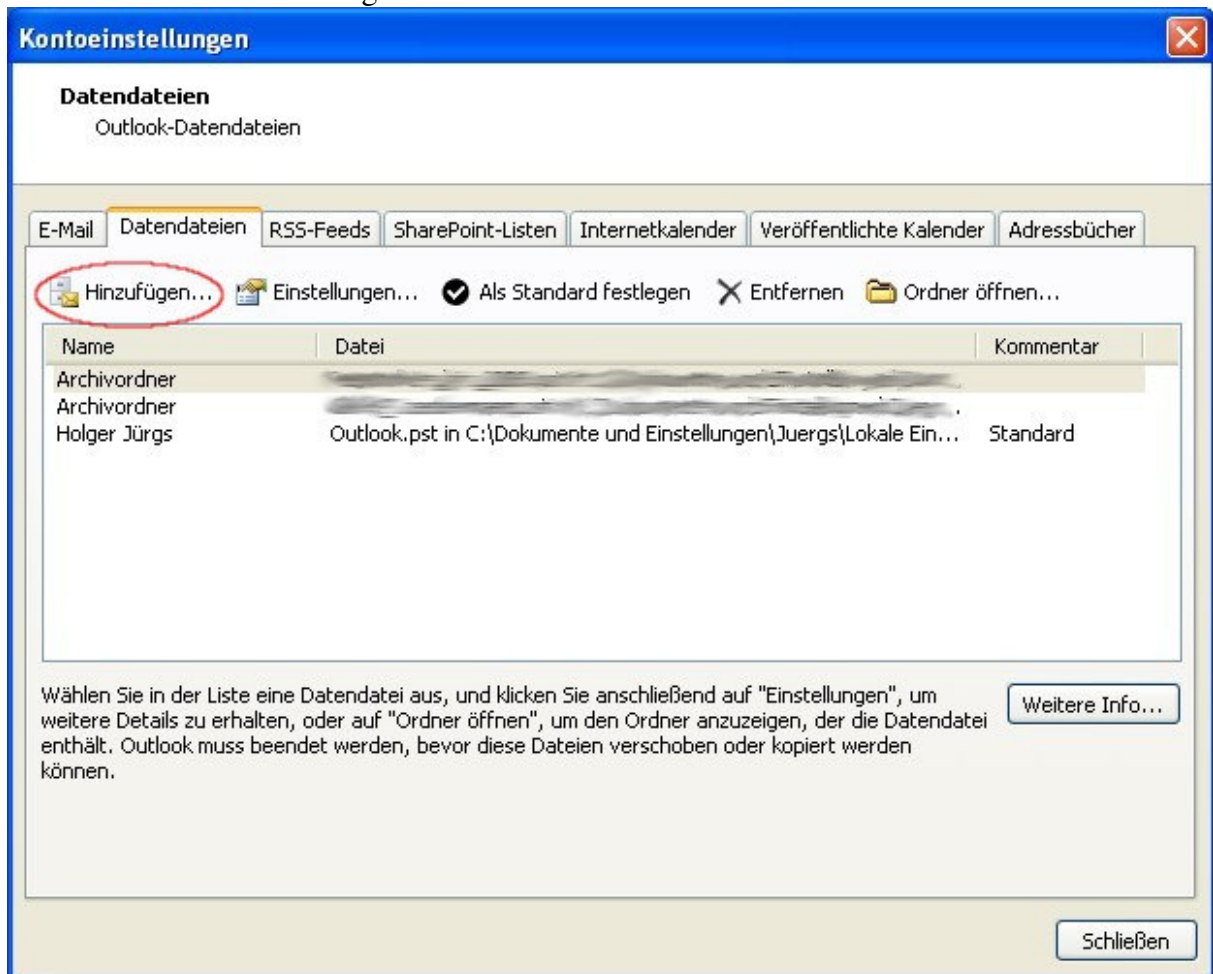 Kontoeinstellungen
Datendateien
Outlook-Datendateien
E-Mail Datendateien RSS-Feeds SharePoint-Listen Internetkalender Veröffentlichte Kalender Adressbücher
Hinzufügen... Einstellungen... Als Standard festlegen Entfernen Ordner öffnen...
Name Datei Kommentar
Archivordner
Archivordner
Holger Jürgs Outlook.pst in C:\Dokumente und Einstellungen\Juergs\Lokale Ein... Standard
Wählen Sie in der Liste eine Datendatei aus, und klicken Sie anschließend auf "Einstellungen", um
weitere Details zu erhalten, oder auf "Ordner öffnen", um den Ordner anzuzeigen, der die Datendatei
enthält. Outlook muss beendet werden, bevor diese Dateien verschoben oder kopiert werden
können.
Weitere Info...
Schließen